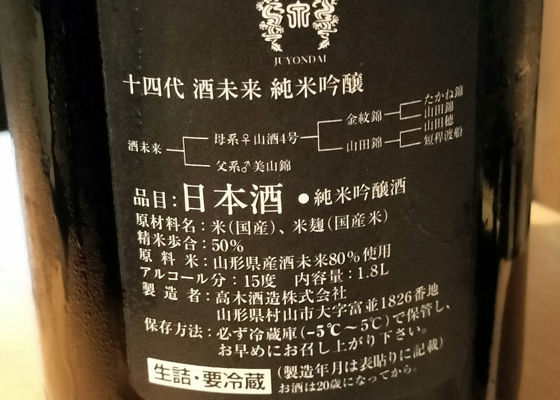 JUYONDAI
十四代 酒未来 純米吟醸
酒未来
母系♀山酒4号
父系♂美山錦
金紋錦
山田錦
たかね錦
山田錦
山田穂
短稈渡船
品目:日本酒●純米吟醸酒
原材料名:米(国産)、米麹(国産米)
精米歩合:50%
原料米:山形県産酒未来80%使用
アルコール分:15度 内容量:1.8L
製造者:高木酒造株式会社
山形県村山市大字富並1826番地
保存方法:必ず冷蔵庫(-5℃~5℃)で保管し、
お早めにお召し上がり下さい。
生詰・要冷蔵
(製造年月は表貼りに記載)
お酒は20歳になってから。